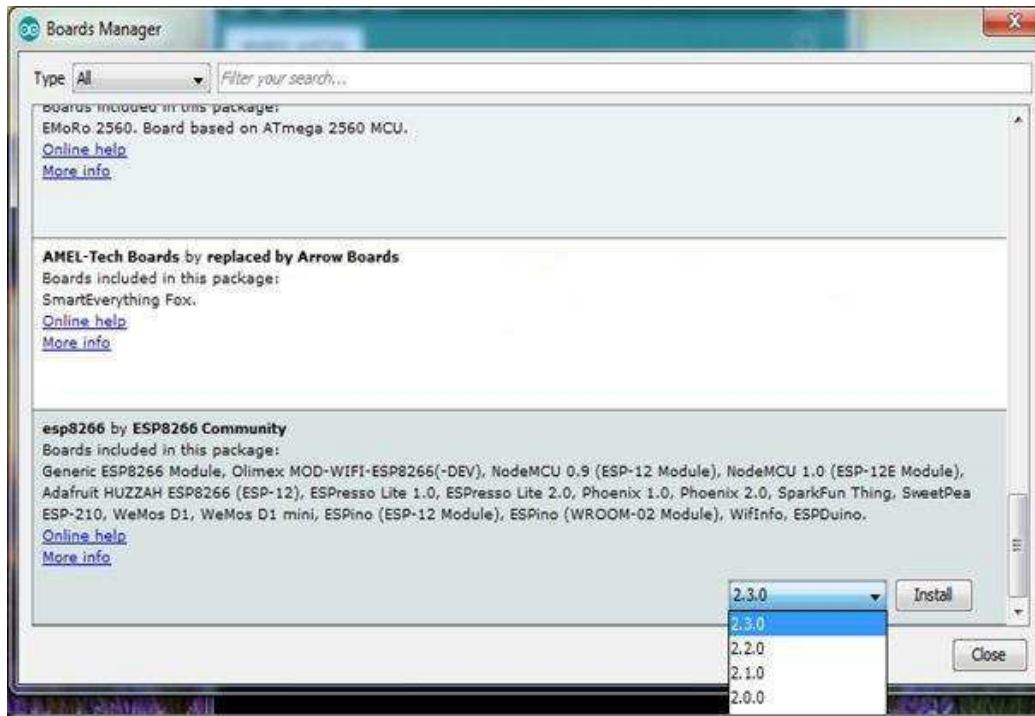 Boards Manager
Type All Filter your search...
Boards included in this package:
EMoRo 2560. Board based on ATmega 2560 MCU.
Online help
More info
AMEL-Tech Boards by replaced by Arrow Boards
Boards included in this package:
SmartEverything Fox.
Online help
More info
esp8266 by ESP8266 Community
Boards included in this package:
Generic ESP8266 Module, Olimex MOD-WIFI-ESP8266(-DEV), NodeMCU 0.9 (ESP-12 Module), NodeMCU 1.0 (ESP-12E Module),
Adafruit HUZZAH ESP8266 (ESP-12), ESPresso Lite 1.0, ESPresso Lite 2.0, Phoenix 1.0, Phoenix 2.0, SparkFun Thing, SweetPea
ESP-210, WeMos D1, WeMos D1 mini, ESPino (ESP-12 Module), ESPino (WROOM-02 Module), WifInfo, ESPDuino.
Online help
More info
2.3.0 Install
2.3.0
2.2.0
2.1.0
2.0.0
Close